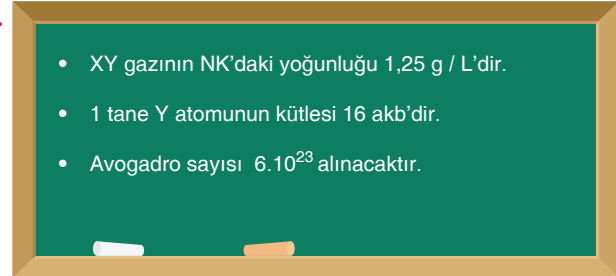 • XY gazının NK’daki yoğunluğu 1,25 g / L’dir.
• 1 tane Y atomunun kütlesi 16 akb’dir.
• Avogadro sayısı 6.10²³ alınacaktır.